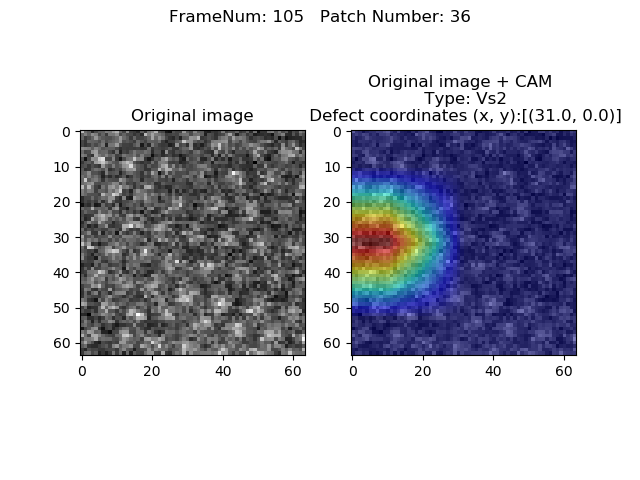 FrameNum: 105   Patch Number: 36
Original image
0
10
20
30
40
50
60
0 20 40 60
Original image + CAM
Type: Vs2
Defect coordinates (x, y):[(31.0, 0.0)]
0
10
20
30
40
50
60
0 20 40 60